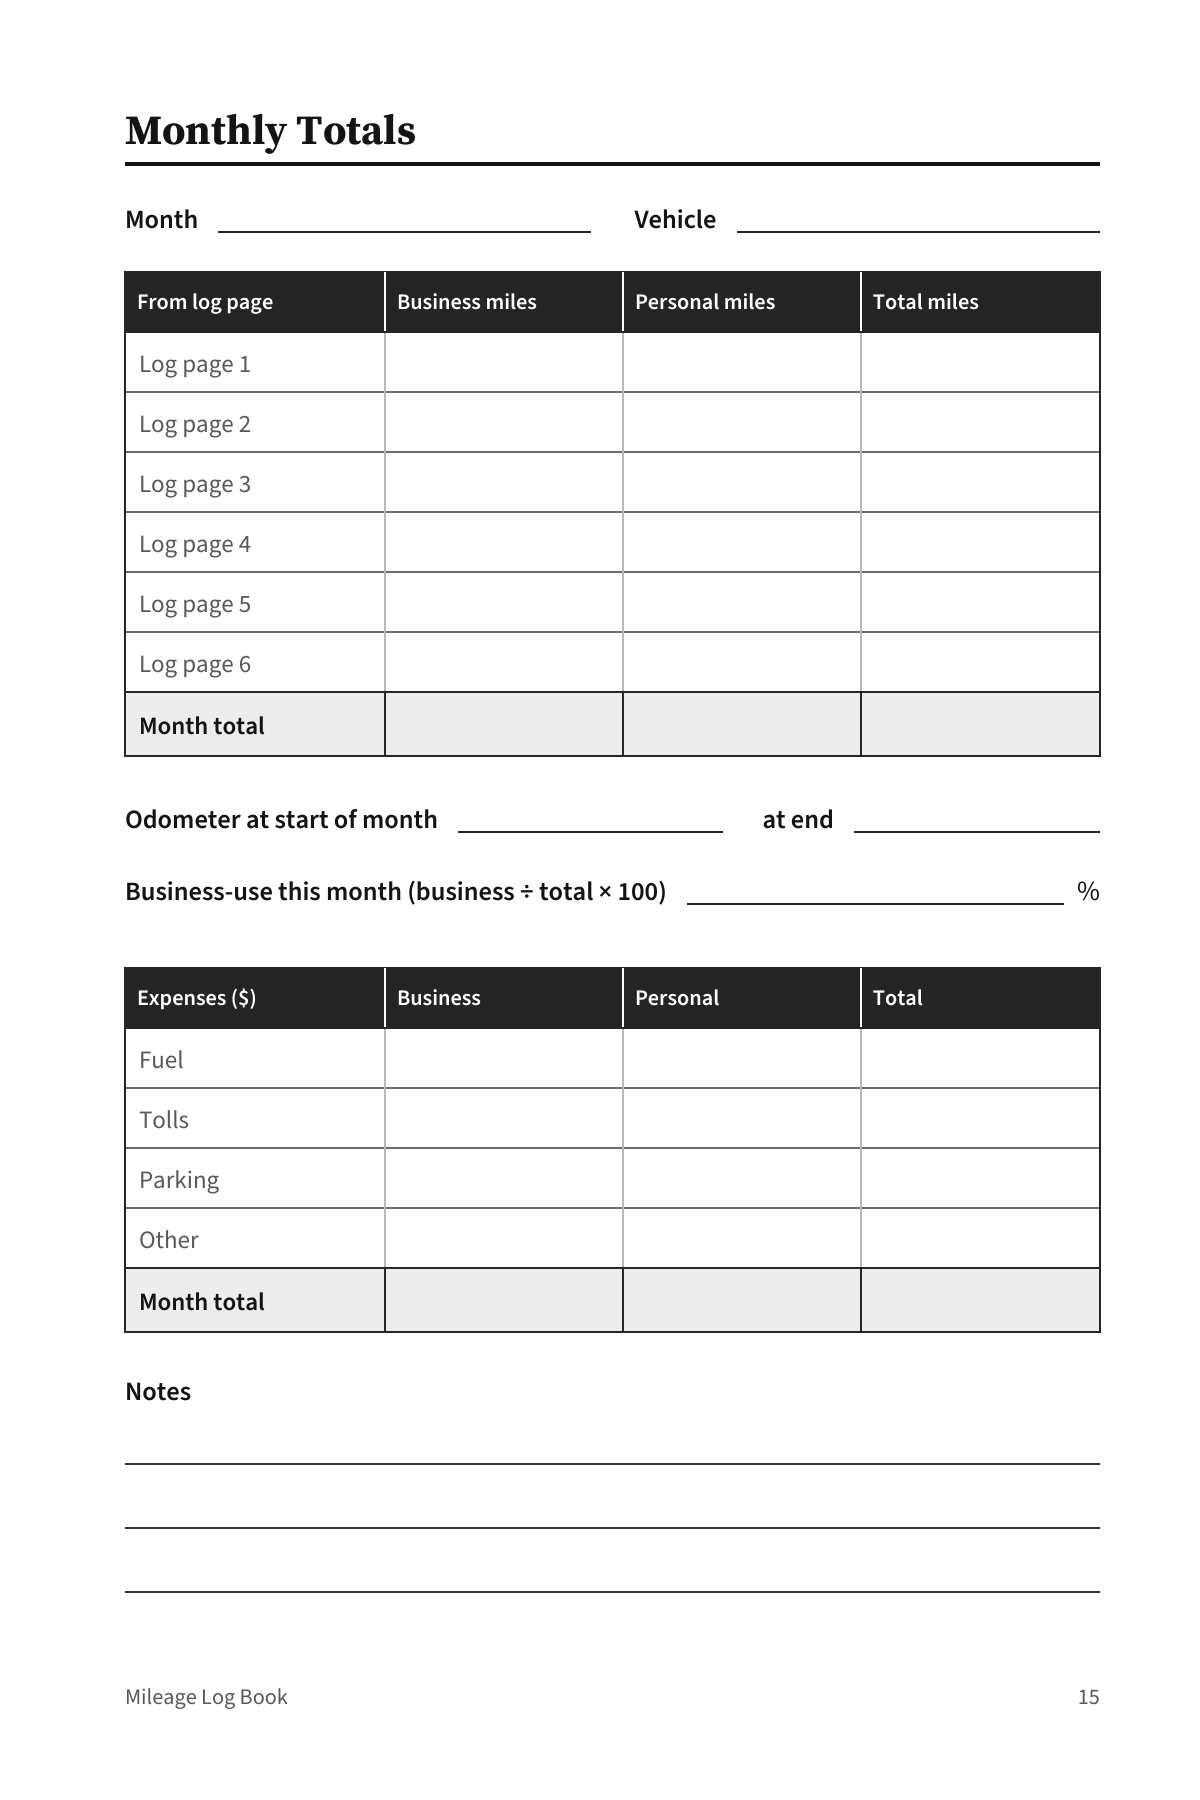 Monthly Totals
Month Vehicle
From log page Business miles Personal miles Total miles
Log page 1
Log page 2
Log page 3
Log page 4
Log page 5
Log page 6
Month total
Odometer at start of month at end
Business-use this month (business ÷ total × 100) %
Expenses ($) Business Personal Total
Fuel
Tolls
Parking
Other
Month total
Notes
Mileage Log Book 15